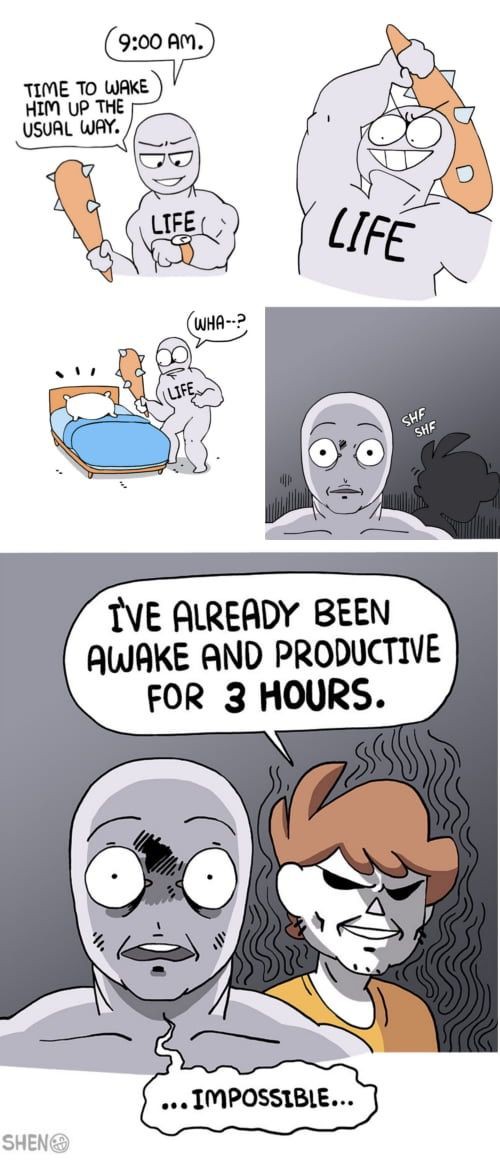 9:00 AM.
TIME TO WAKE
HIM UP THE
USUAL WAY.
LIFE
LIFE
WHA--?
LIFE
SHF
SHF
I'VE ALREADY BEEN
AWAKE AND PRODUCTIVE
FOR 3 HOURS.
...IMPOSSIBLE...
SHEN